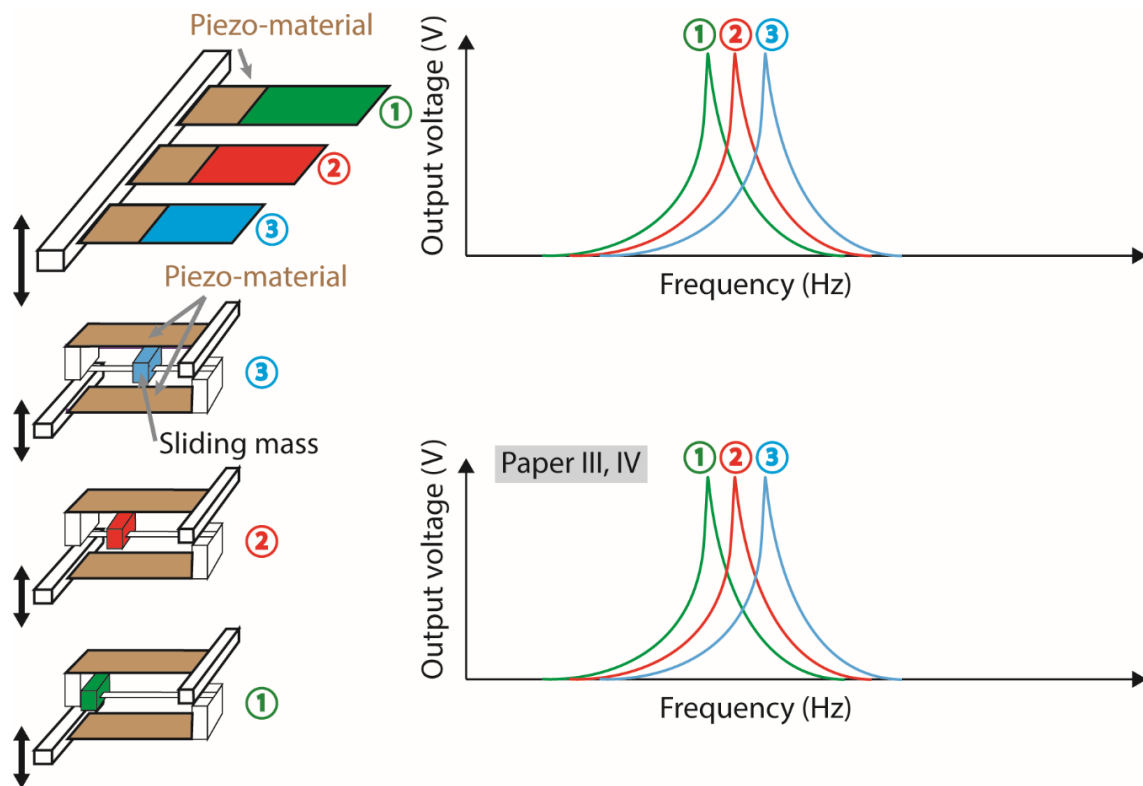 Piezo-material
1
2
3
Output voltage (V)
1 2 3
Frequency (Hz)
Piezo-material
3
Sliding mass
2
1
Output voltage (V)
Paper III, IV
1 2 3
Frequency (Hz)